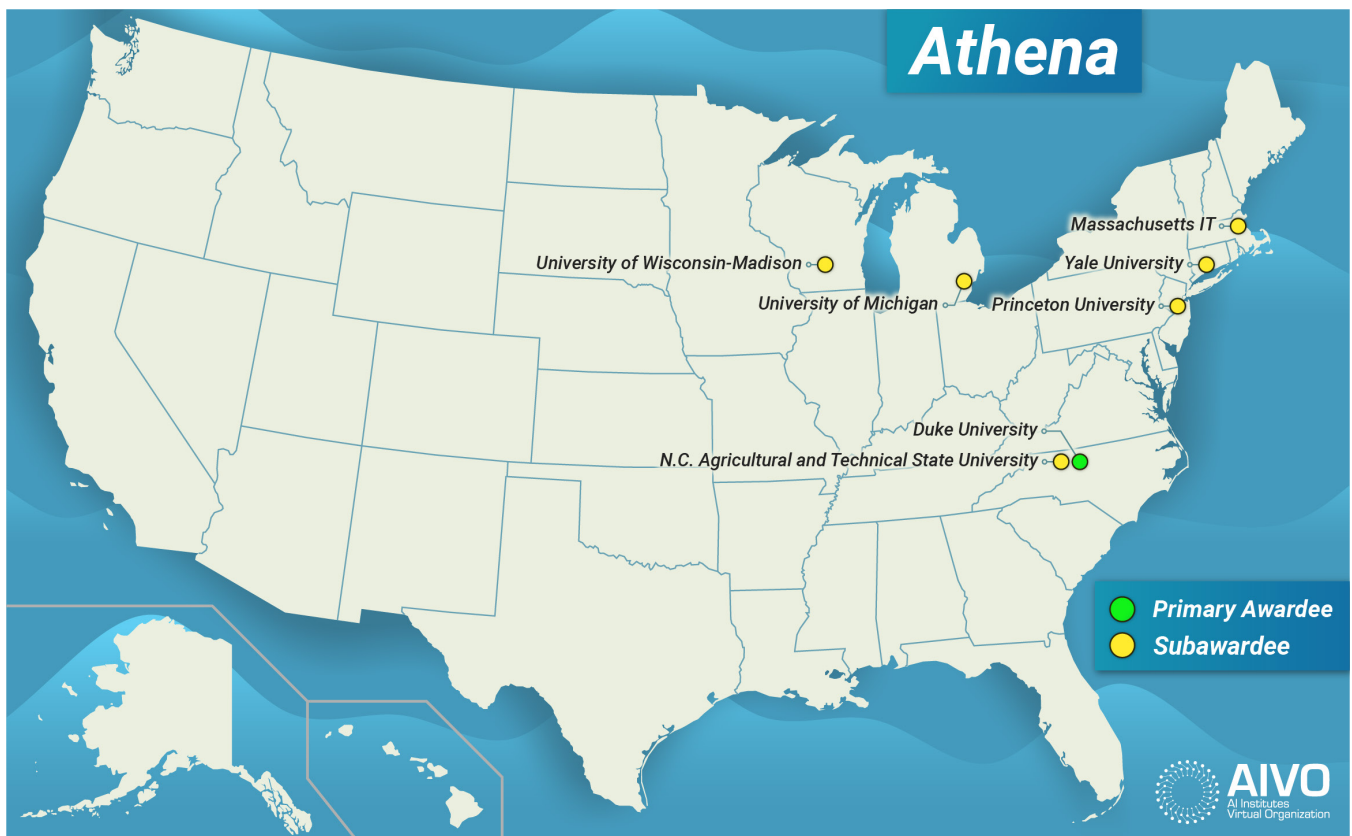 Athena
Massachusetts IT
University of Wisconsin-Madison
Yale University
University of Michigan
Princeton University
Duke University
N.C. Agricultural and Technical State University
Primary Awardee
Subawardee
AIVO
AI Institutes
Virtual Organization